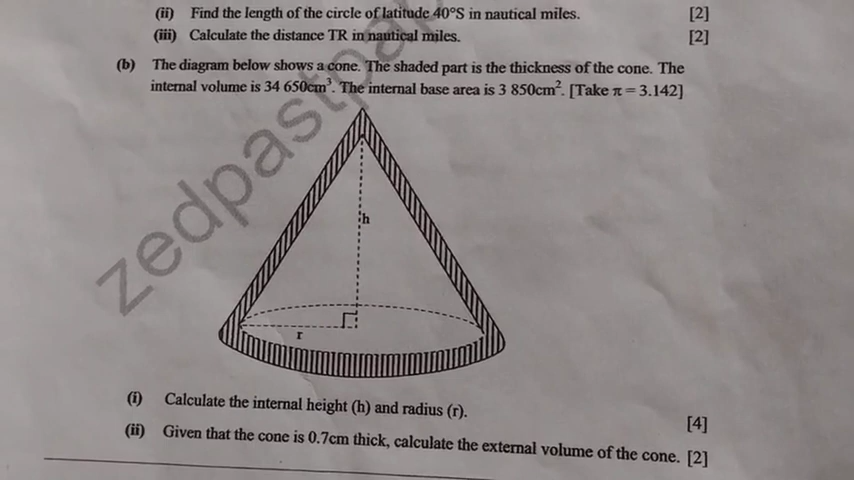 (ii) Find the length of the circle of latitude 40°S in nautical miles. [2]
(iii) Calculate the distance TR in nautical miles. [2]
(b) The diagram below shows a cone. The shaded part is the thickness of the cone. The
internal volume is 34 650cm³. The internal base area is 3 850cm². [Take π = 3.142]
zedpastpap
h
r
(i) Calculate the internal height (h) and radius (r). [4]
(ii) Given that the cone is 0.7cm thick, calculate the external volume of the cone. [2]